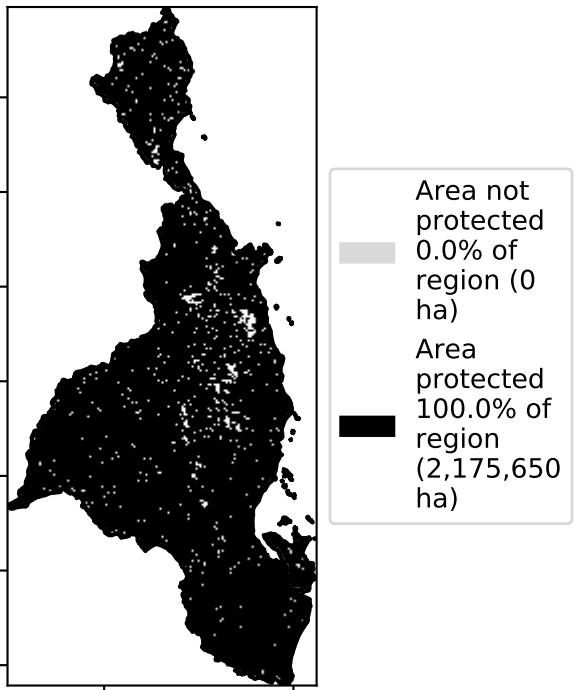 Area not
protected
0.0% of
region (0
ha)
Area
protected
100.0% of
region
(2,175,650
ha)